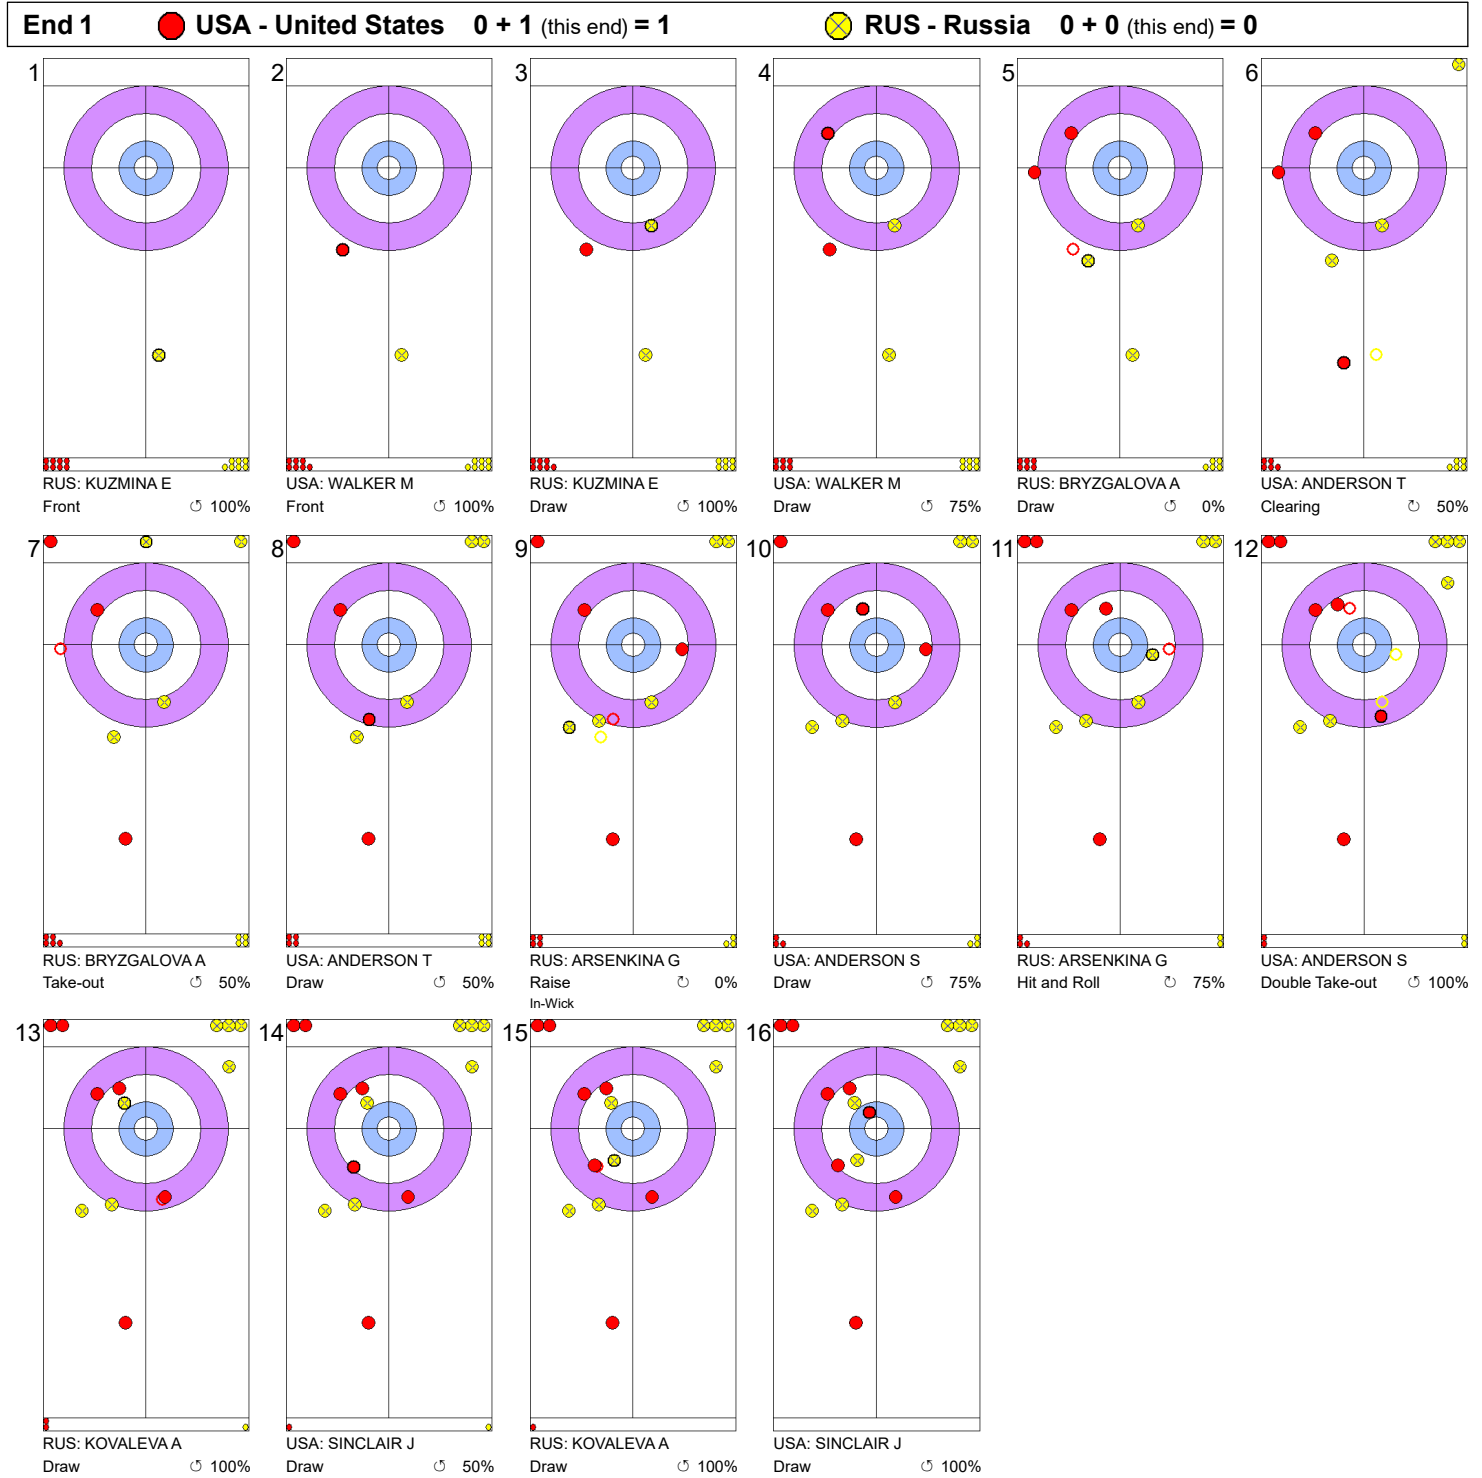 End 1 USA - United States 0 + 1 (this end) = 1 RUS - Russia 0 + 0 (this end) = 0
1 2 3 4 5 6
RUS: KUZMINA E USA: WALKER M RUS: KUZMINA E USA: WALKER M RUS: BRYZGALOVA A USA: ANDERSON T
Front ↺ 100% Front ↺ 100% Draw ↺ 100% Draw ↺ 75% Draw ↺ 0% Clearing ↺ 50%
7 8 9 10 11 12
RUS: BRYZGALOVA A USA: ANDERSON T RUS: ARSENKINA G USA: ANDERSON S RUS: ARSENKINA G USA: ANDERSON S
Take-out ↺ 50% Draw ↺ 50% Raise ↻ 0% Draw ↺ 75% Hit and Roll ↻ 75% Double Take-out ↻ 100%
In-Wick
13 14 15 16
RUS: KOVALEVA A USA: SINCLAIR J RUS: KOVALEVA A USA: SINCLAIR J
Draw ↺ 100% Draw ↺ 50% Draw ↺ 100% Draw ↺ 100%